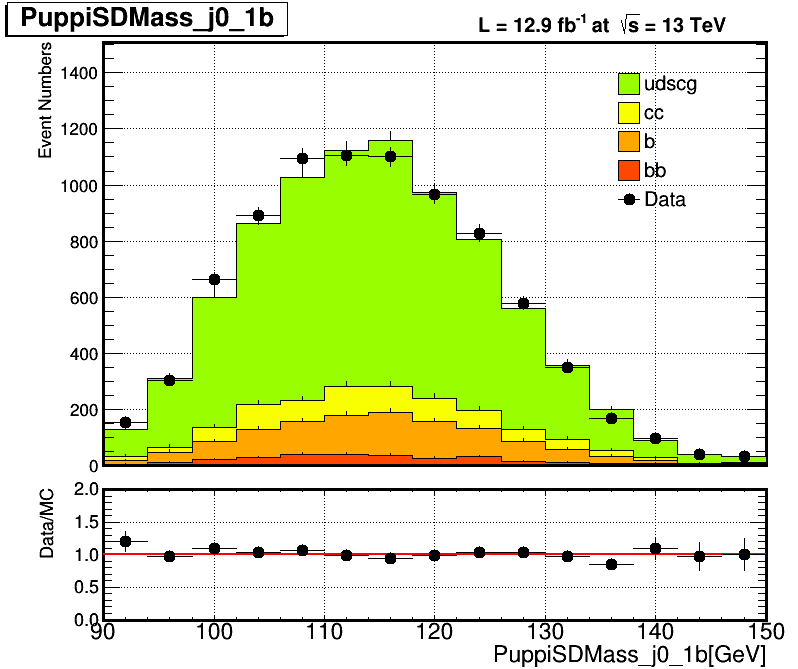 PuppiSDMass_j0_1b
L = 12.9 fb⁻¹ at √s = 13 TeV
Event Numbers
1400
1200
1000
800
600
400
200
0
udscg
cc
b
bb
Data
Data/MC
2.0
1.5
1.0
0.5
0.0
90 100 110 120 130 140 150
PuppiSDMass_j0_1b[GeV]